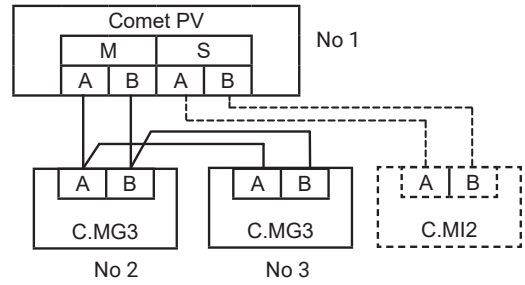 Comet PV
No 1
M S
A B A B
A B A B A B
C.MG3 C.MG3 C.MI2
No 2 No 3